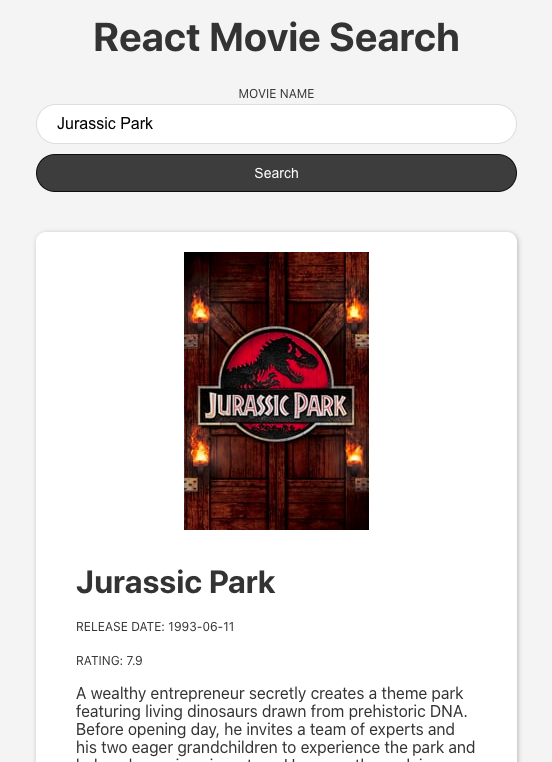 React Movie Search
MOVIE NAME
Jurassic Park
Search
JURASSIC PARK
Jurassic Park
RELEASE DATE: 1993-06-11
RATING: 7.9
A wealthy entrepreneur secretly creates a theme park
featuring living dinosaurs drawn from prehistoric DNA.
Before opening day, he invites a team of experts and
his two eager grandchildren to experience the park and